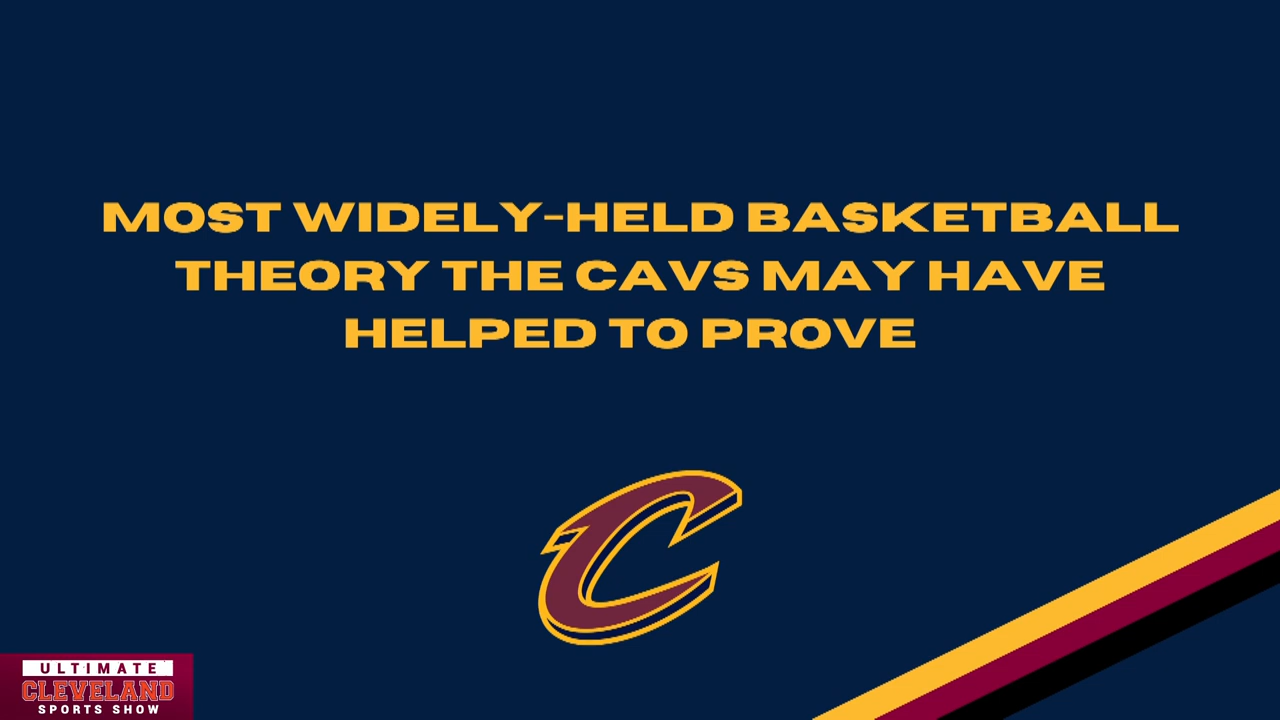 MOST WIDELY-HELD BASKETBALL
THEORY THE CAVS MAY HAVE
HELPED TO PROVE
C
ULTIMATE
CLEVELAND
SPORTS SHOW